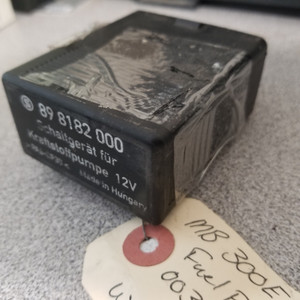 89 8182 000
Schaltgerät für
Kraftstoffpumpe 12V
Made in Hungary
MB 300E
Fuel